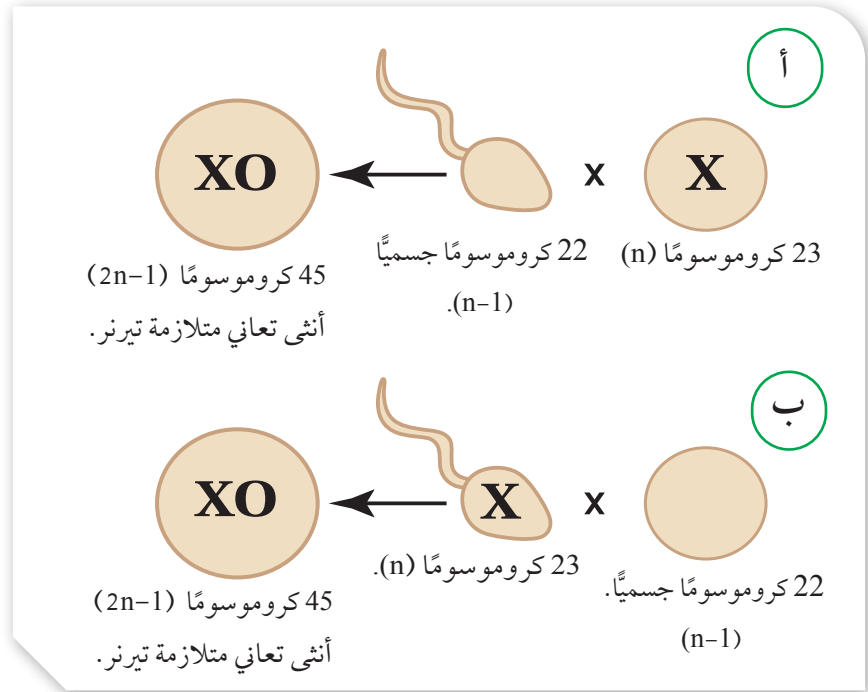 أ
X
x
XO
23 كروموسومًا (n)
22 كروموسومًا جسميًّا
(n-1).
45 كروموسومًا (2n-1)
أنثى تعاني متلازمة تيرنر.
ب
x
X
XO
22 كروموسومًا جسميًّا.
(n-1)
23 كروموسومًا (n).
45 كروموسومًا (2n-1)
أنثى تعاني متلازمة تيرنر.